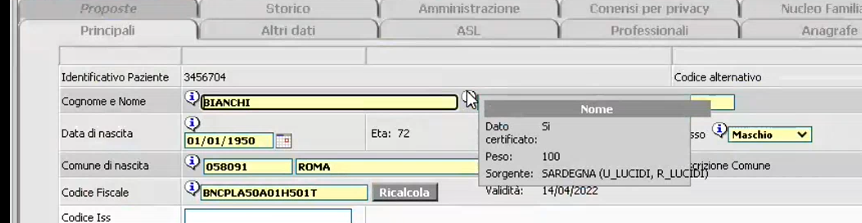 Proposte Storico Amministrazione Conensi per privacy Nucleo Familia
Principali Altri dati ASL Professionali Anagrafe
Identificativo Paziente 3456704 Codice alternativo
Cognome e Nome BIANCHI
Nome
Data di nascita 01/01/1950 Eta: 72 Dato certificato: Si sso Maschio
Peso: 100
Comune di nascita 058091 ROMA Sorgente: SARDEGNA (U_LUCIDI, R_LUCIDI) crizione Comune
Codice Fiscale BNCPLA50A01H501T Ricalcola Validità: 14/04/2022
Codice Iss